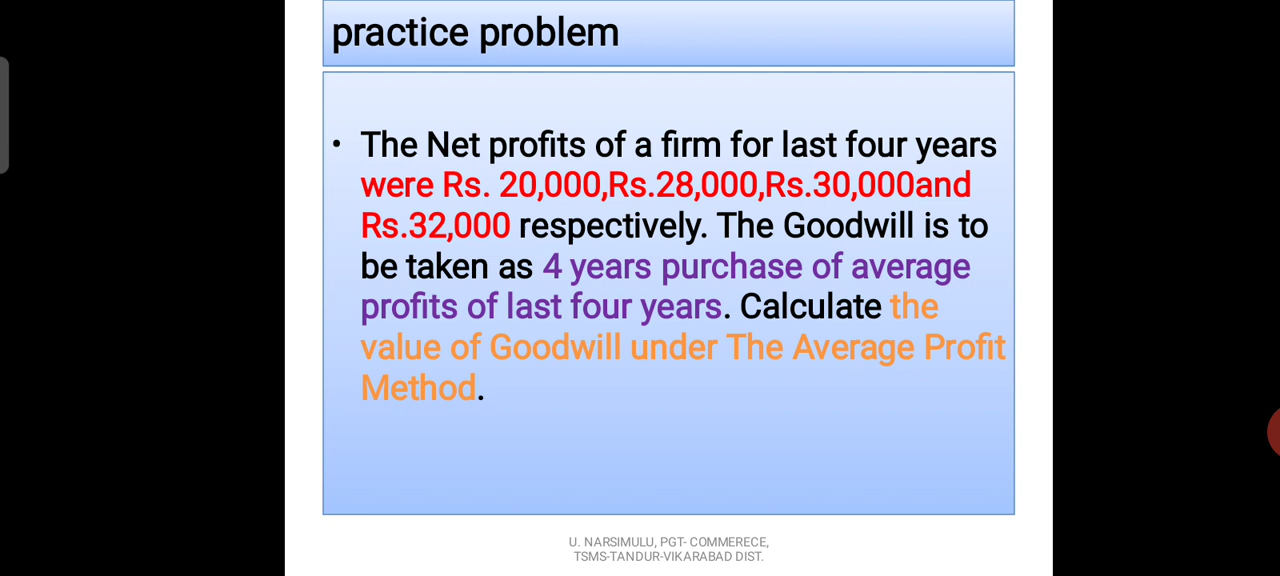 practice problem
• The Net profits of a firm for last four years
were Rs. 20,000,Rs.28,000,Rs.30,000and
Rs.32,000 respectively. The Goodwill is to
be taken as 4 years purchase of average
profits of last four years. Calculate the
value of Goodwill under The Average Profit
Method.
U. NARSIMULU, PGT- COMMERECE,
TSMS-TANDUR-VIKARABAD DIST.